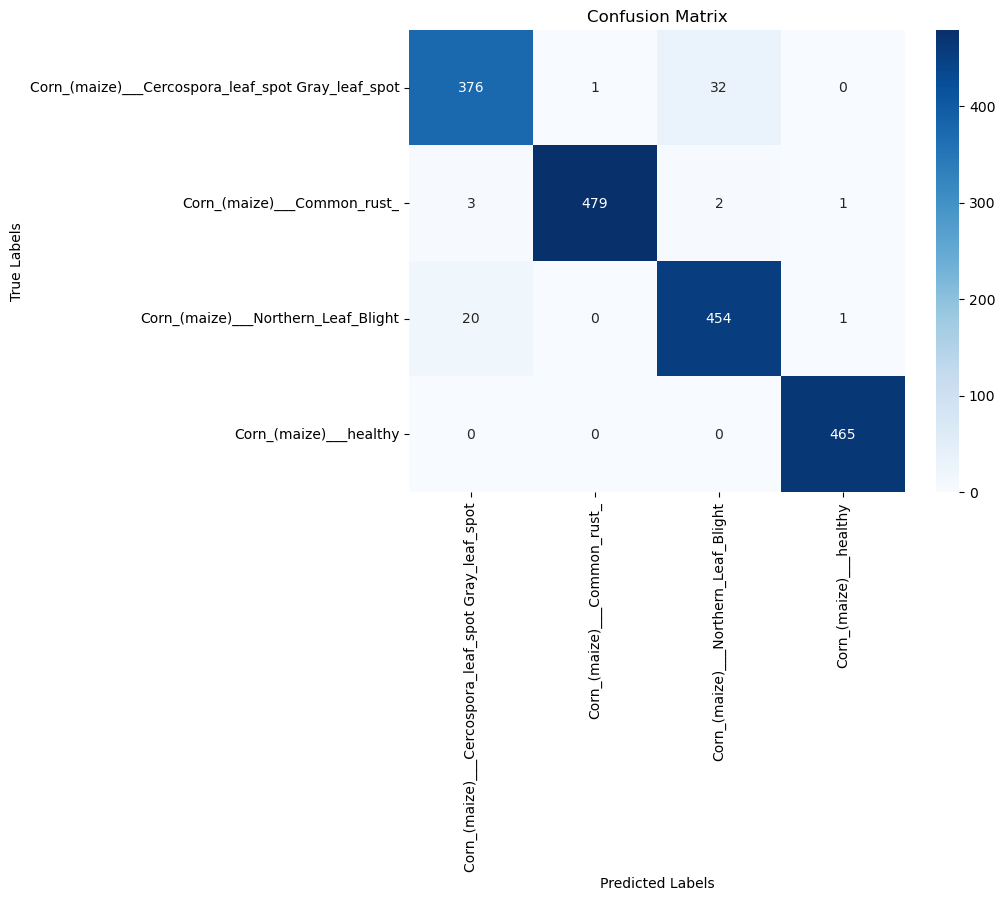 Confusion Matrix
True Labels
Corn_(maize)___Cercospora_leaf_spot Gray_leaf_spot
376 1 32 0
Corn_(maize)___Common_rust_
3 479 2 1
Corn_(maize)___Northern_Leaf_Blight
20 0 454 1
Corn_(maize)___healthy
0 0 0 465
400
300
200
100
0
Corn_(maize)___Cercospora_leaf_spot Gray_leaf_spot
Corn_(maize)___Common_rust_
Corn_(maize)___Northern_Leaf_Blight
Corn_(maize)___healthy
Predicted Labels